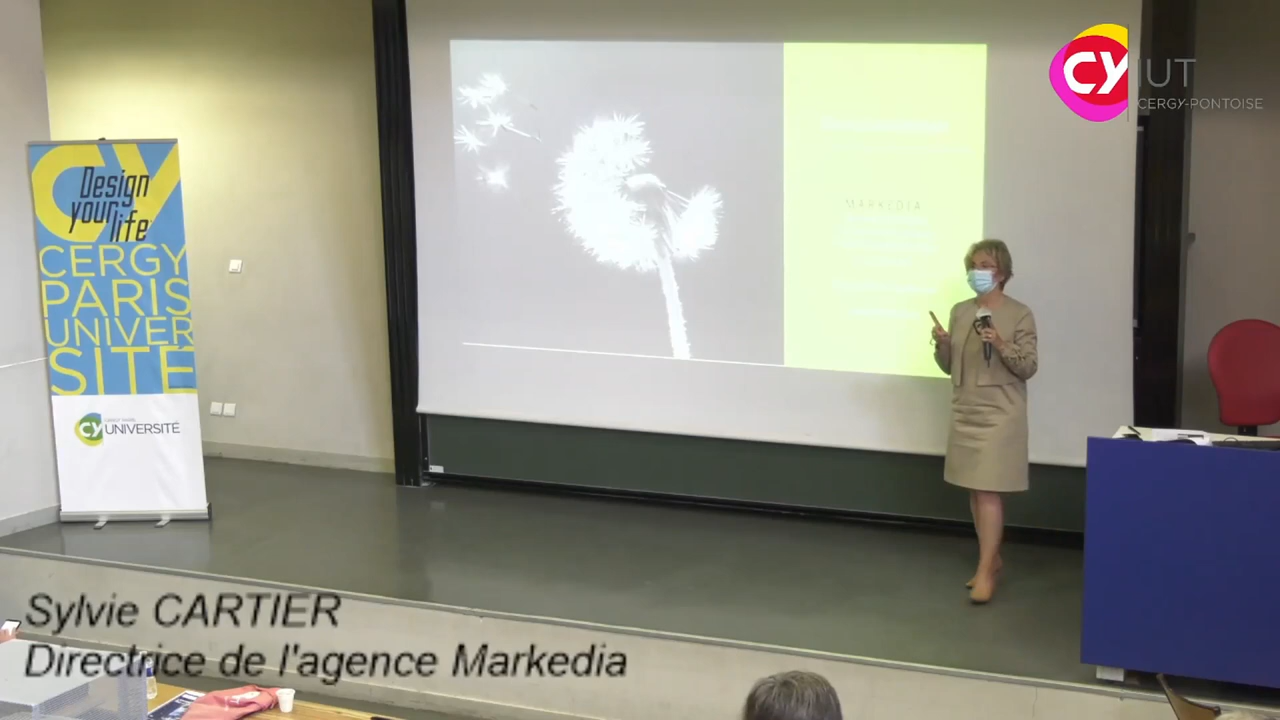 CY
IUT
CERGY-PONTOISE
CY
Design
your
life
CERGY
PARIS
UNIVER
SITÉ
CY UNIVERSITÉ
MARKEDIA
Sylvie CARTIER
Directrice de l'agence Markedia